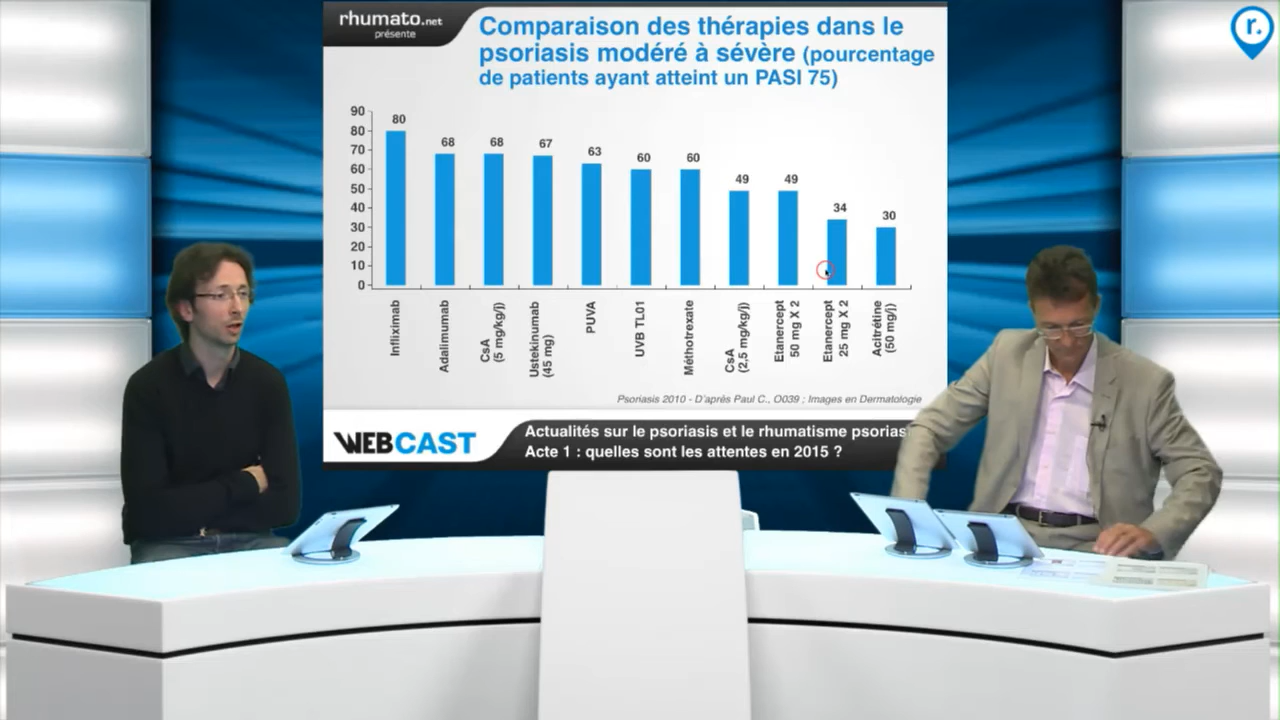 rhumato.net
présente
Comparaison des thérapies dans le
psoriasis modéré à sévère (pourcentage
de patients ayant atteint un PASI 75)
r.
90
80
70
60
50
40
30
20
10
0
80
68
68
67
63
60
60
49
49
34
30
Infliximab
Adalimumab
CsA
(5 mg/kg/j)
Ustekinumab
(45 mg)
PUVA
UVB TL01
Méthotrexate
CsA
(2,5 mg/kg/j)
Etanercept
50 mg X 2
Etanercept
25 mg X 2
Acitrétine
(50 mg/j)
Psoriasis 2010 - D'après Paul C., O039 ; Images en Dermatologie
WEBCAST
Actualités sur le psoriasis et le rhumatisme psorias
Acte 1 : quelles sont les attentes en 2015 ?